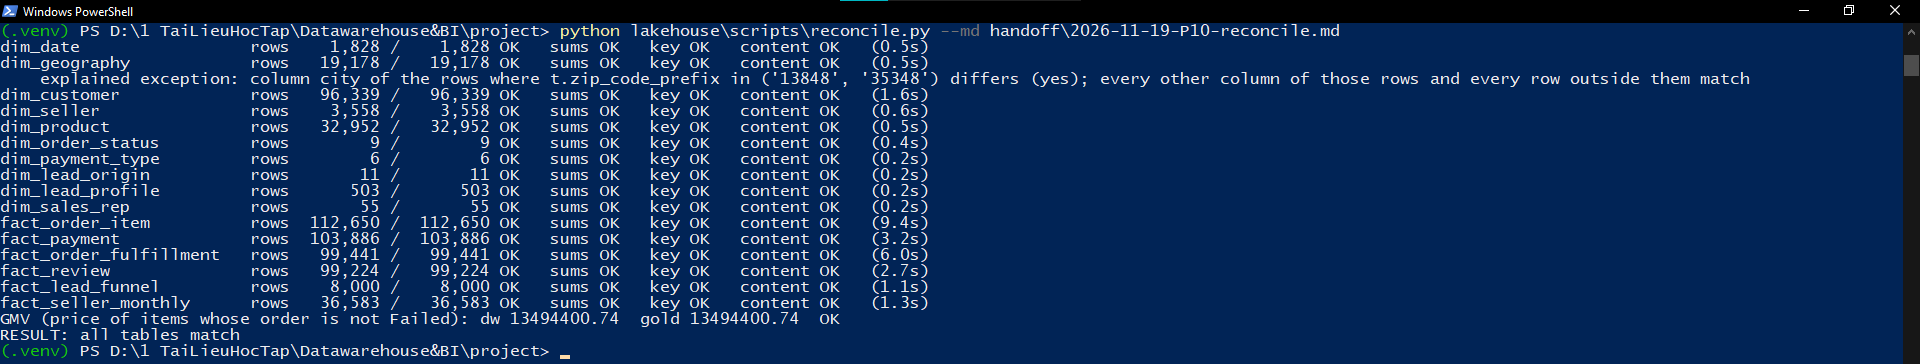 Windows PowerShell
(.venv) PS D:\1 TaiLieuHocTap\Datawarehouse&BI\project> python lakehouse\scripts\reconcile.py --md handoff\2026-11-19-P10-reconcile.md
dim_date rows 1,828 / 1,828 OK sums OK key OK content OK (0.5s)
dim_geography rows 19,178 / 19,178 OK sums OK key OK content OK (0.5s)
explained exception: column city of the rows where t.zip_code_prefix in ('13848', '35348') differs (yes); every other column of those rows and every row outside them match
dim_customer rows 96,339 / 96,339 OK sums OK key OK content OK (1.6s)
dim_seller rows 3,558 / 3,558 OK sums OK key OK content OK (0.6s)
dim_product rows 32,952 / 32,952 OK sums OK key OK content OK (0.5s)
dim_order_status rows 9 / 9 OK sums OK key OK content OK (0.4s)
dim_payment_type rows 6 / 6 OK sums OK key OK content OK (0.2s)
dim_lead_origin rows 11 / 11 OK sums OK key OK content OK (0.2s)
dim_lead_profile rows 503 / 503 OK sums OK key OK content OK (0.2s)
dim_sales_rep rows 55 / 55 OK sums OK key OK content OK (0.2s)
fact_order_item rows 112,650 / 112,650 OK sums OK key OK content OK (9.4s)
fact_payment rows 103,886 / 103,886 OK sums OK key OK content OK (3.2s)
fact_order_fulfillment rows 99,441 / 99,441 OK sums OK key OK content OK (6.0s)
fact_review rows 99,224 / 99,224 OK sums OK key OK content OK (2.7s)
fact_lead_funnel rows 8,000 / 8,000 OK sums OK key OK content OK (1.1s)
fact_seller_monthly rows 36,583 / 36,583 OK sums OK key OK content OK (1.3s)
GMV (price of items whose order is not Failed): dw 13494400.74 gold 13494400.74 OK
RESULT: all tables match
(.venv) PS D:\1 TaiLieuHocTap\Datawarehouse&BI\project>